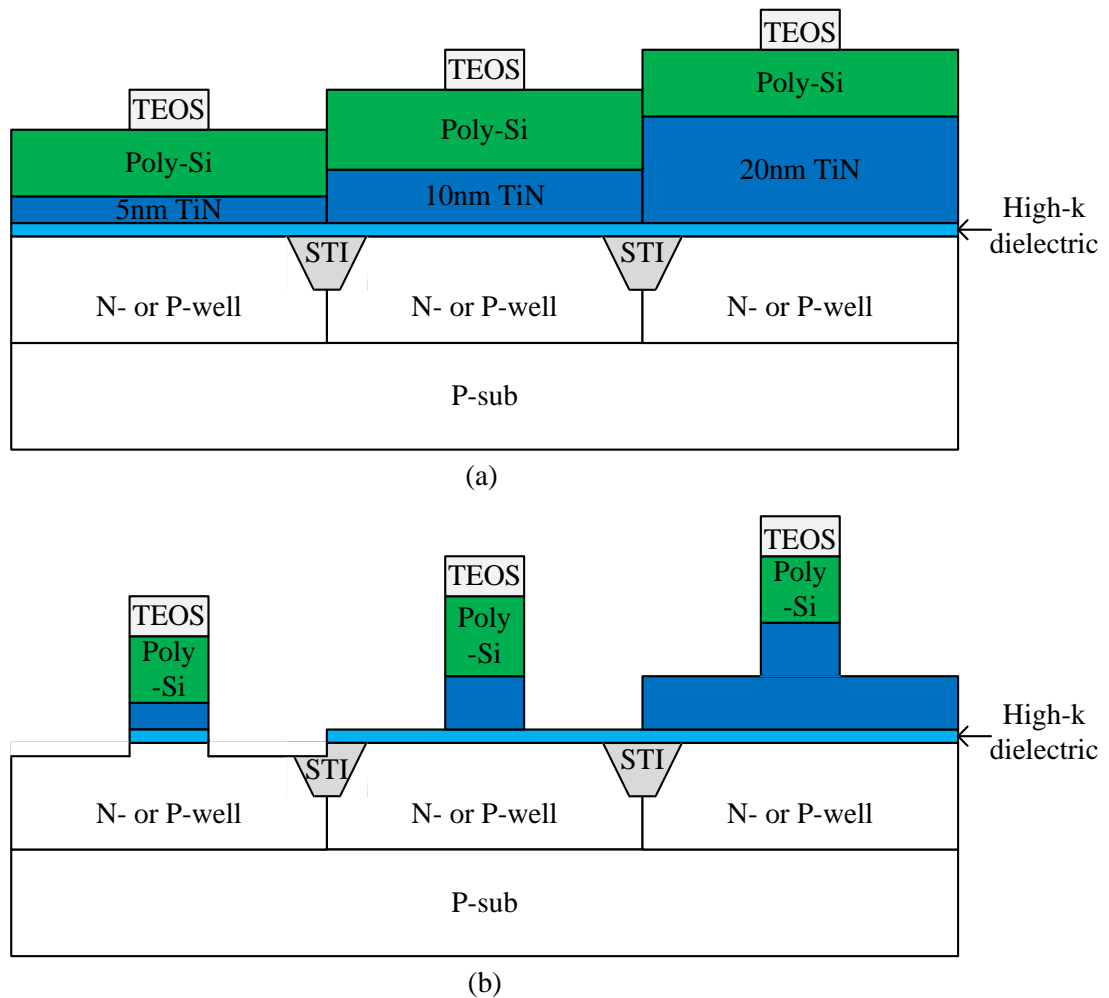 TEOS
TEOS
TEOS
Poly-Si
Poly-Si
Poly-Si
5nm TiN
10nm TiN
20nm TiN
High-k
dielectric
STI
STI
N- or P-well
N- or P-well
N- or P-well
P-sub
(a)
TEOS
Poly
-Si
TEOS
Poly
-Si
TEOS
Poly
-Si
High-k
dielectric
STI
STI
N- or P-well
N- or P-well
N- or P-well
P-sub
(b)